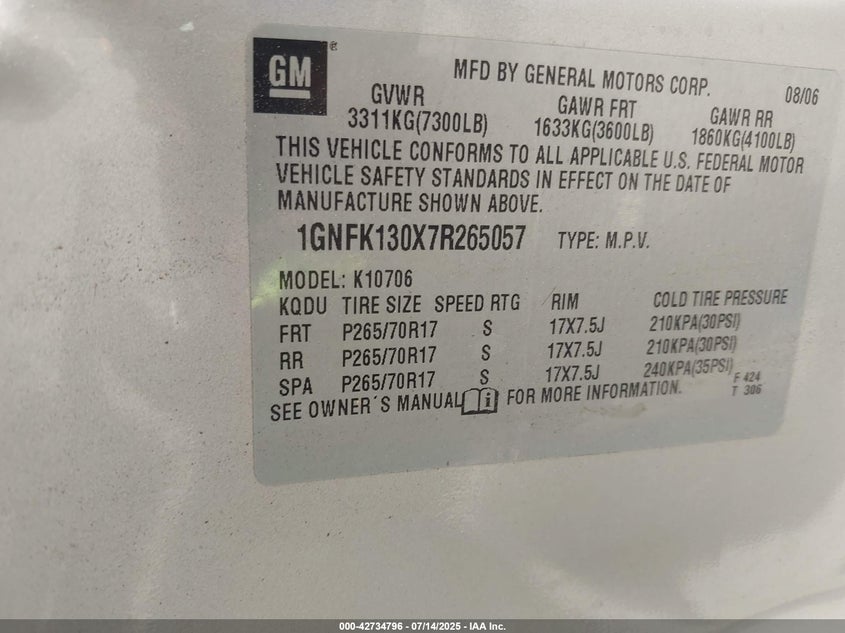 GM ®
MFD BY GENERAL MOTORS CORP. 08/06
GVWR GAWR FRT GAWR RR
3311KG(7300LB) 1633KG(3600LB) 1860KG(4100LB)
THIS VEHICLE CONFORMS TO ALL APPLICABLE U.S. FEDERAL MOTOR
VEHICLE SAFETY STANDARDS IN EFFECT ON THE DATE OF
MANUFACTURE SHOWN ABOVE.
1GNFK130X7R265057 TYPE: M.P.V.
MODEL: K10706
KQDU TIRE SIZE SPEED RTG RIM COLD TIRE PRESSURE
FRT P265/70R17 S 17X7.5J 210KPA(30PSI)
RR P265/70R17 S 17X7.5J 210KPA(30PSI)
SPA P265/70R17 S 17X7.5J 240KPA(35PSI) F 424
SEE OWNER´S MANUAL i FOR MORE INFORMATION. T 306
000-42734796 - 07/14/2025 - IAA Inc.